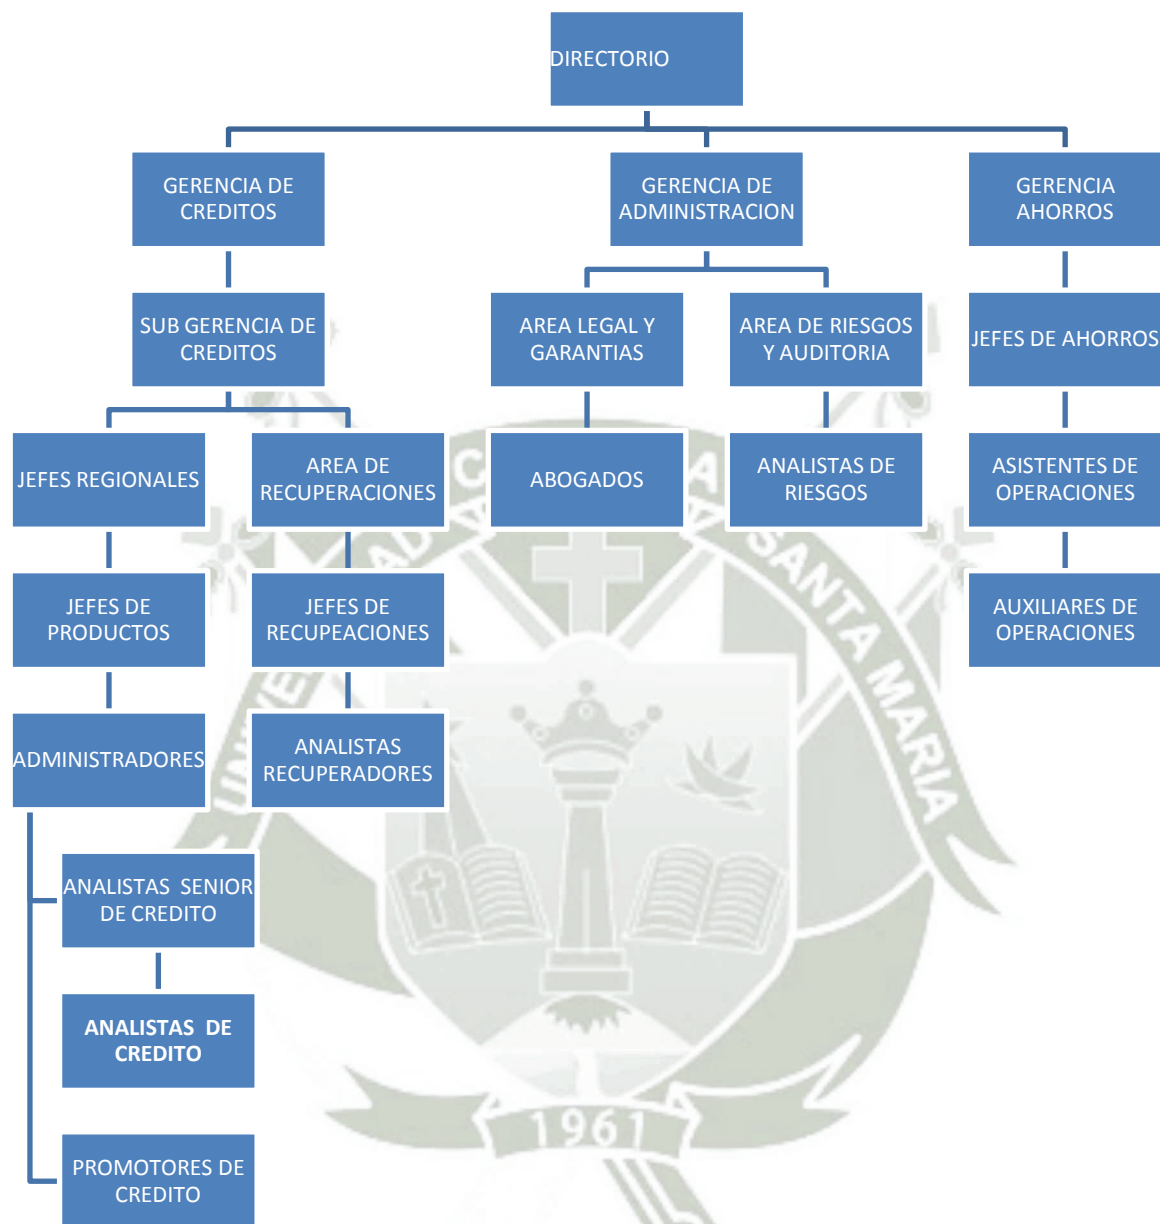 DIRECTORIO
GERENCIA DE
CREDITOS
GERENCIA DE
ADMINISTRACION
GERENCIA
AHORROS
SUB GERENCIA DE
CREDITOS
AREA LEGAL Y
GARANTIAS
AREA DE RIESGOS
Y AUDITORIA
JEFES DE AHORROS
JEFES REGIONALES
AREA DE
RECUPERACIONES
ABOGADOS
ANALISTAS DE
RIESGOS
ASISTENTES DE
OPERACIONES
JEFES DE
PRODUCTOS
JEFES DE
RECUPEACIONES
AUXILIARES DE
OPERACIONES
ADMINISTRADORES
ANALISTAS
RECUPERADORES
ANALISTAS  SENIOR
DE CREDITO
ANALISTAS  DE
CREDITO
PROMOTORES DE
CREDITO
SANTA MARIA
1961